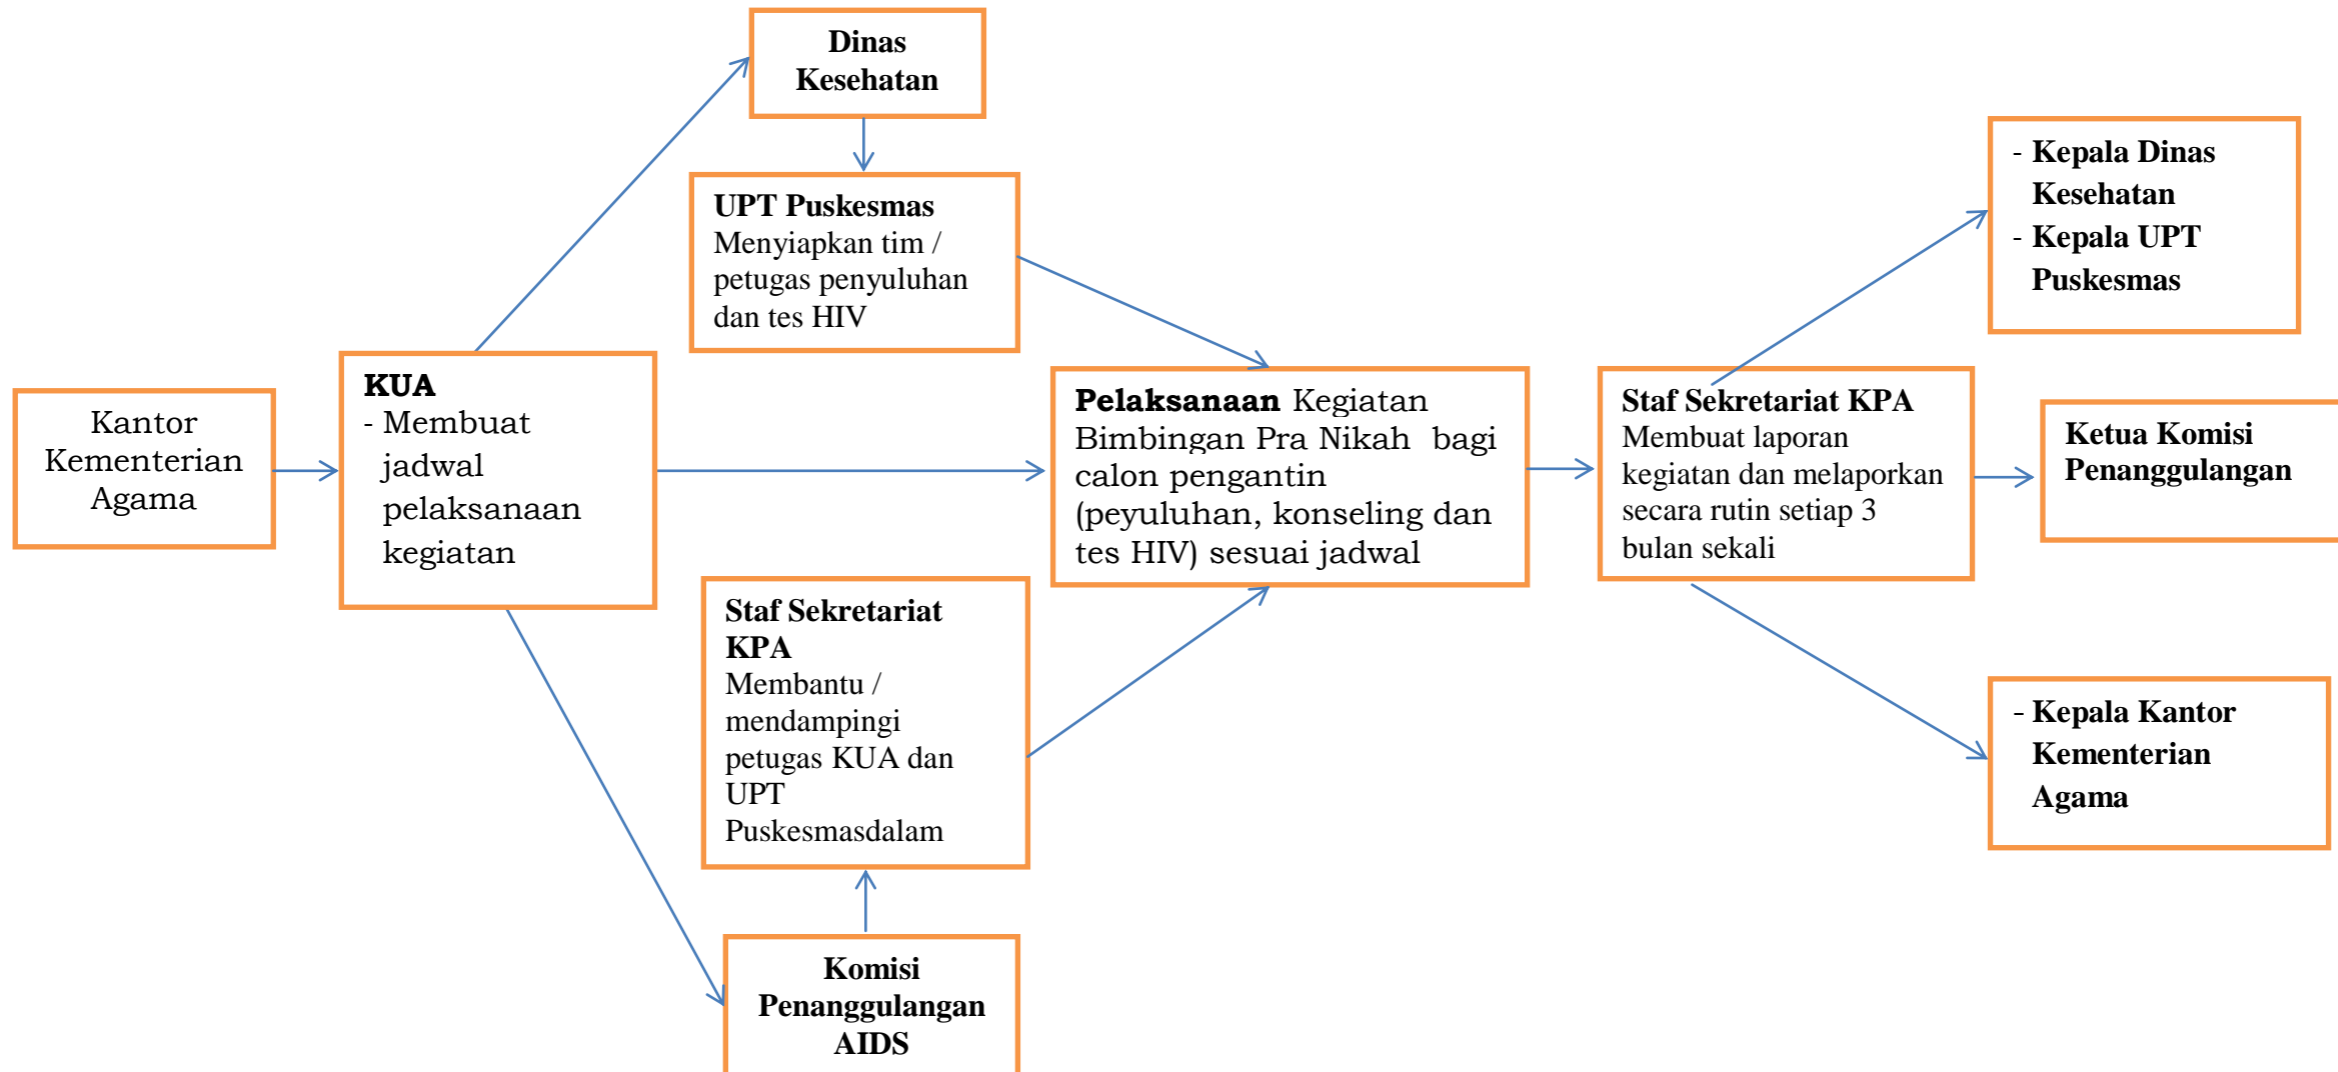 Dinas
Kesehatan
UPT Puskesmas
Menyiapkan tim /
petugas penyuluhan
dan tes HIV
Kantor
Kementerian
Agama
KUA
- Membuat
jadwal
pelaksanaan
kegiatan
Staf Sekretariat
KPA
Membantu /
mendampingi
petugas KUA dan
UPT
Puskesmasdalam
Komisi
Penanggulangan
AIDS
Pelaksanaan Kegiatan
Bimbingan Pra Nikah bagi
calon pengantin
(peyuluhan, konseling dan
tes HIV) sesuai jadwal
Staf Sekretariat KPA
Membuat laporan
kegiatan dan melaporkan
secara rutin setiap 3
bulan sekali
- Kepala Dinas
Kesehatan
- Kepala UPT
Puskesmas
Ketua Komisi
Penanggulangan
- Kepala Kantor
Kementerian
Agama